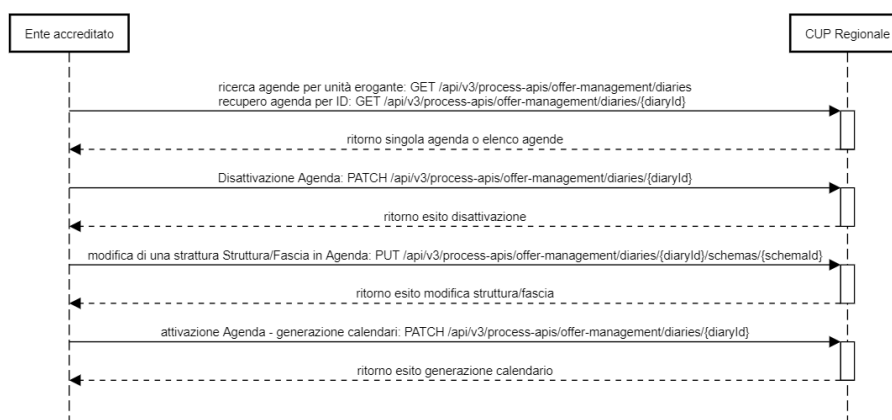 Ente accreditato
CUP Regionale
ricerca agende per unità erogante: GET /api/v3/process-apis/offer-management/diaries
recupero agenda per ID: GET /api/v3/process-apis/offer-management/diaries/{diaryId}
ritorno singola agenda o elenco agende
Disattivazione Agenda: PATCH /api/v3/process-apis/offer-management/diaries/{diaryId}
ritorno esito disattivazione
modifica di una strattura Struttura/Fascia in Agenda: PUT /api/v3/process-apis/offer-management/diaries/{diaryId}/schemas/{schemaId}
ritorno esito modifica struttura/fascia
attivazione Agenda - generazione calendari: PATCH /api/v3/process-apis/offer-management/diaries/{diaryId}
ritorno esito generazione calendario